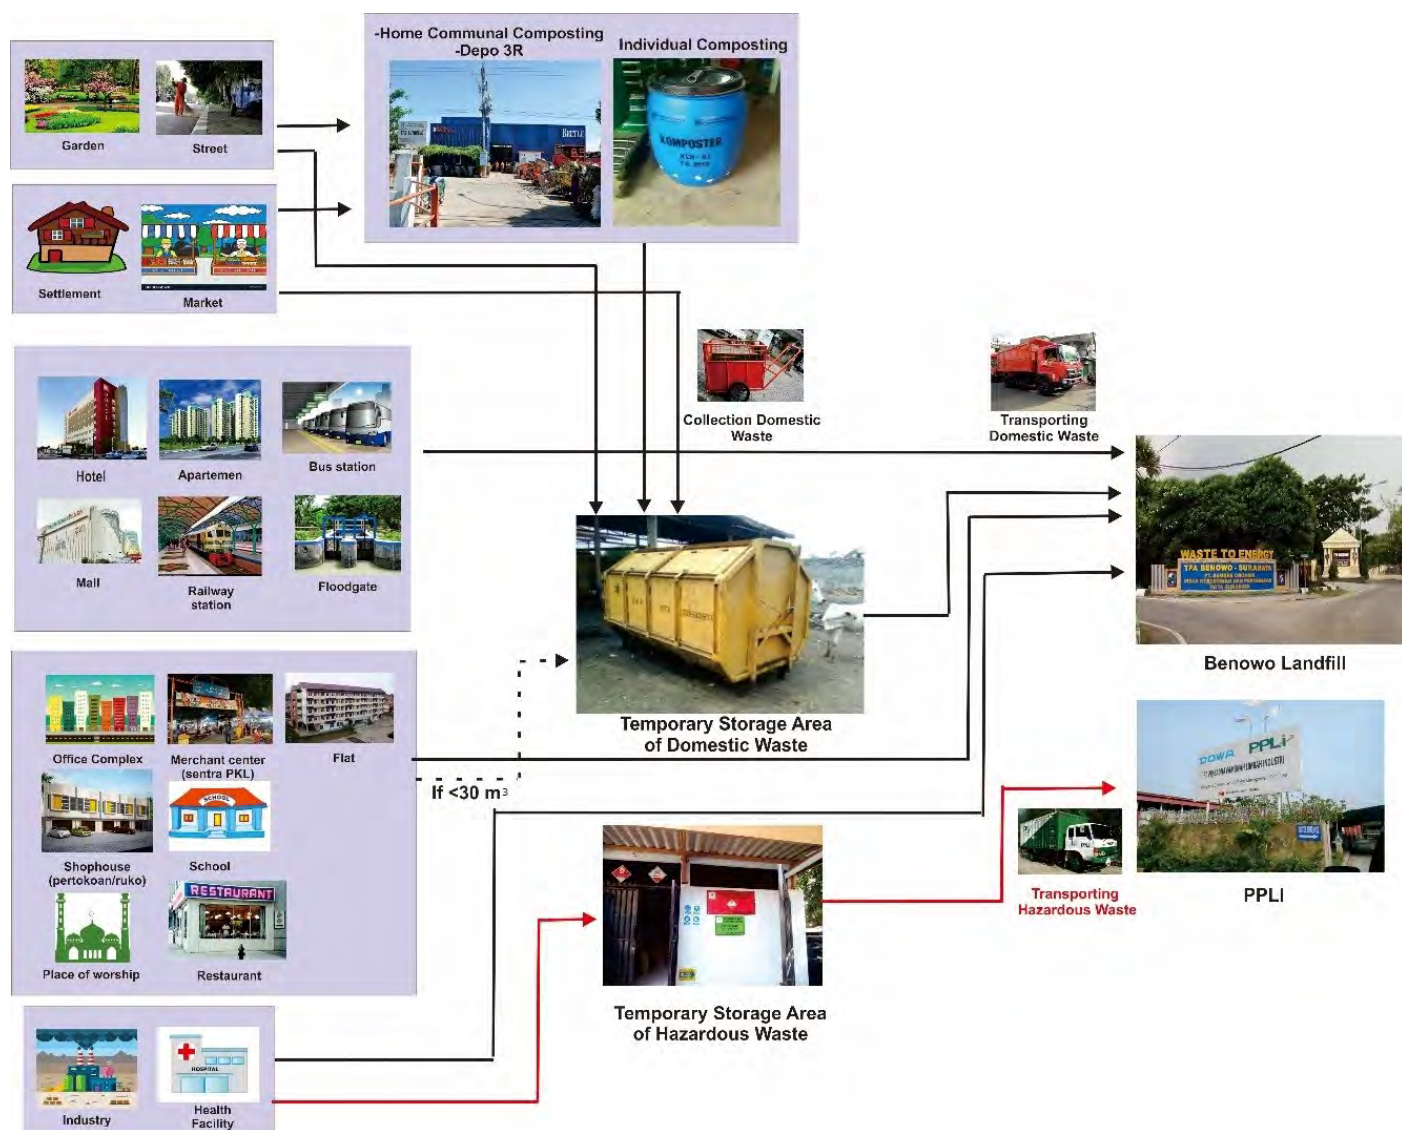 -Home Communal Composting
-Depo 3R
Individual Composting
KOMPOSTER
Garden
Street
Settlement
Market
Collection Domestic
Waste
Transporting
Domestic Waste
Hotel
Apartemen
Bus station
Mall
Railway
station
Floodgate
WASTE TO ENERGY
TPA BENOWO - SURABAYA
Benowo Landfill
Temporary Storage Area
of Domestic Waste
Office Complex
Merchant center
(sentra PKL)
Flat
If <30 m3
SCHOOL
Shophouse
(pertokoan/ruko)
School
RESTAURANT
Place of worship
Restaurant
DOWA PPLi
PPLi
Transporting
Hazardous Waste
PPLI
Temporary Storage Area
of Hazardous Waste
HOSPITAL
Industry
Health
Facility